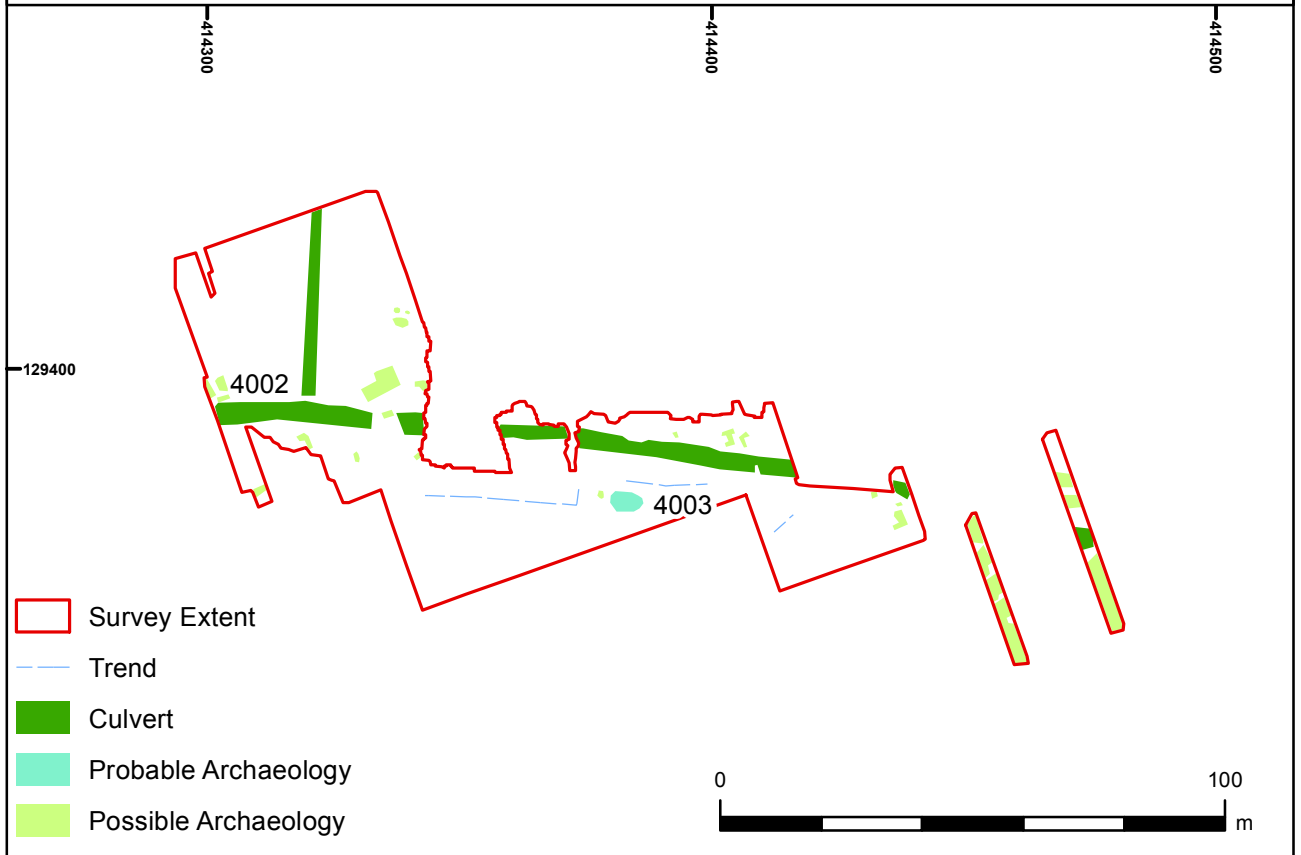 414300
414400
414500
129400
4002
4003
Survey Extent
Trend
Culvert
Probable Archaeology
Possible Archaeology
0 100
m